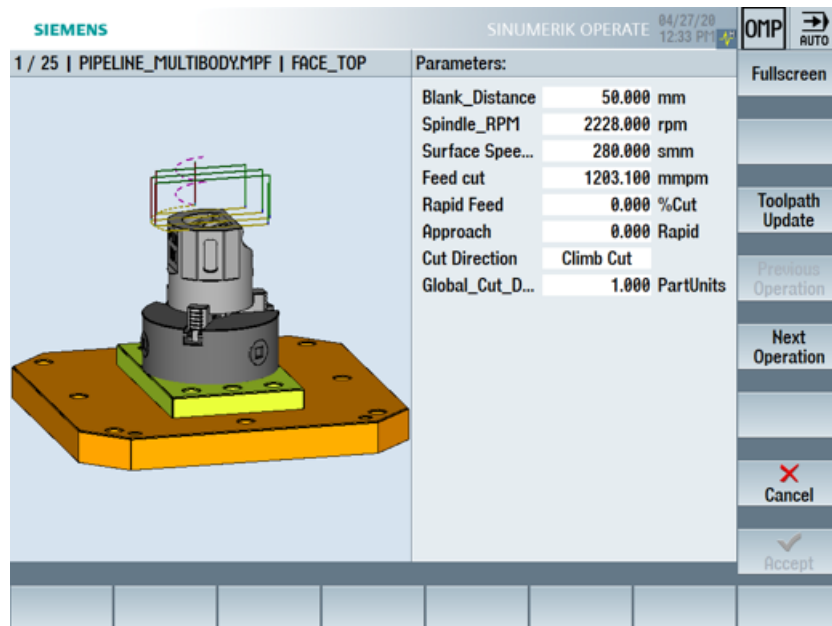 SIEMENS
SINUMERIK OPERATE
04/27/20
12:33 PM
OMP
AUTO
1 / 25 | PIPELINE_MULTIBODY.MPF | FACE_TOP
Parameters:
Blank_Distance 50.000 mm
Spindle_RPM 2228.000 rpm
Surface Spee... 280.000 smm
Feed cut 1203.100 mmpm
Rapid Feed 0.000 %Cut
Approach 0.000 Rapid
Cut Direction Climb Cut
Global_Cut_D... 1.000 PartUnits
Fullscreen
Toolpath
Update
Previous
Operation
Next
Operation
Cancel
Accept